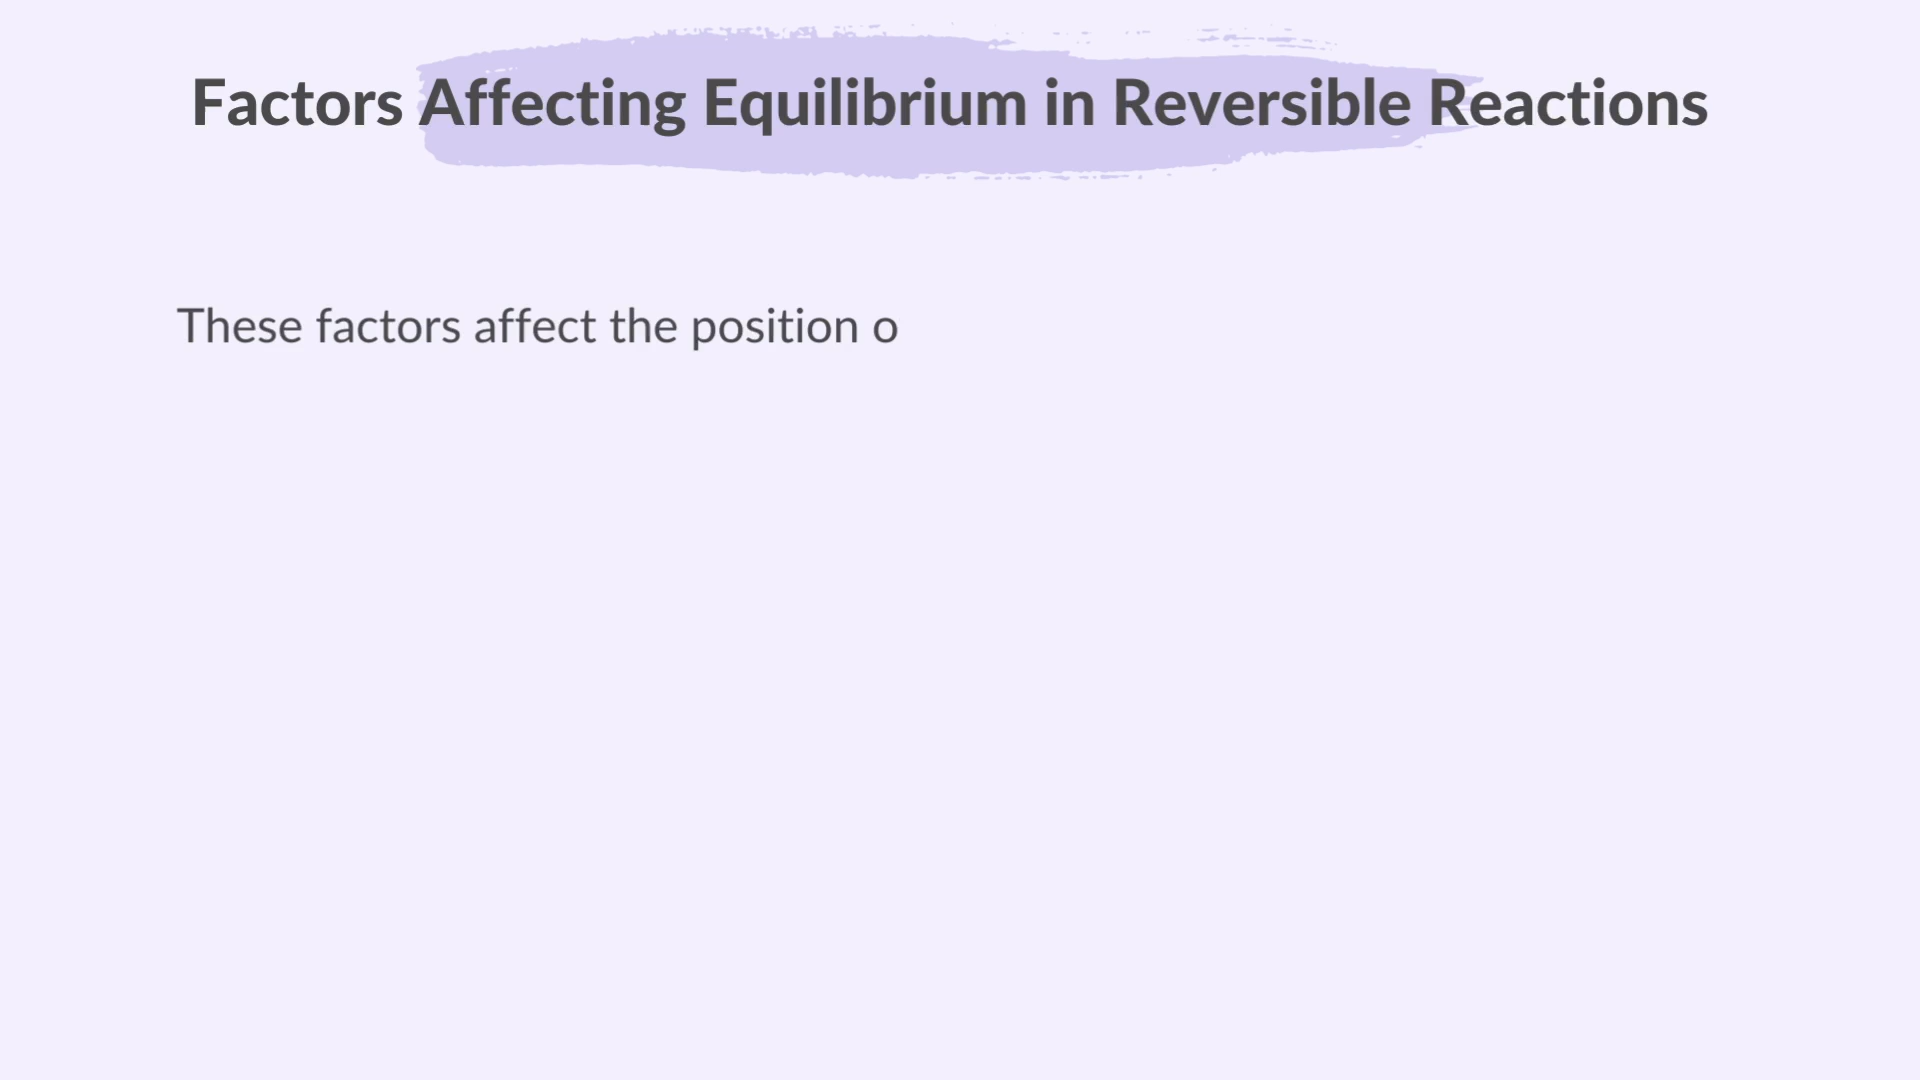 Factors Affecting Equilibrium in Reversible Reactions
These factors affect the position o